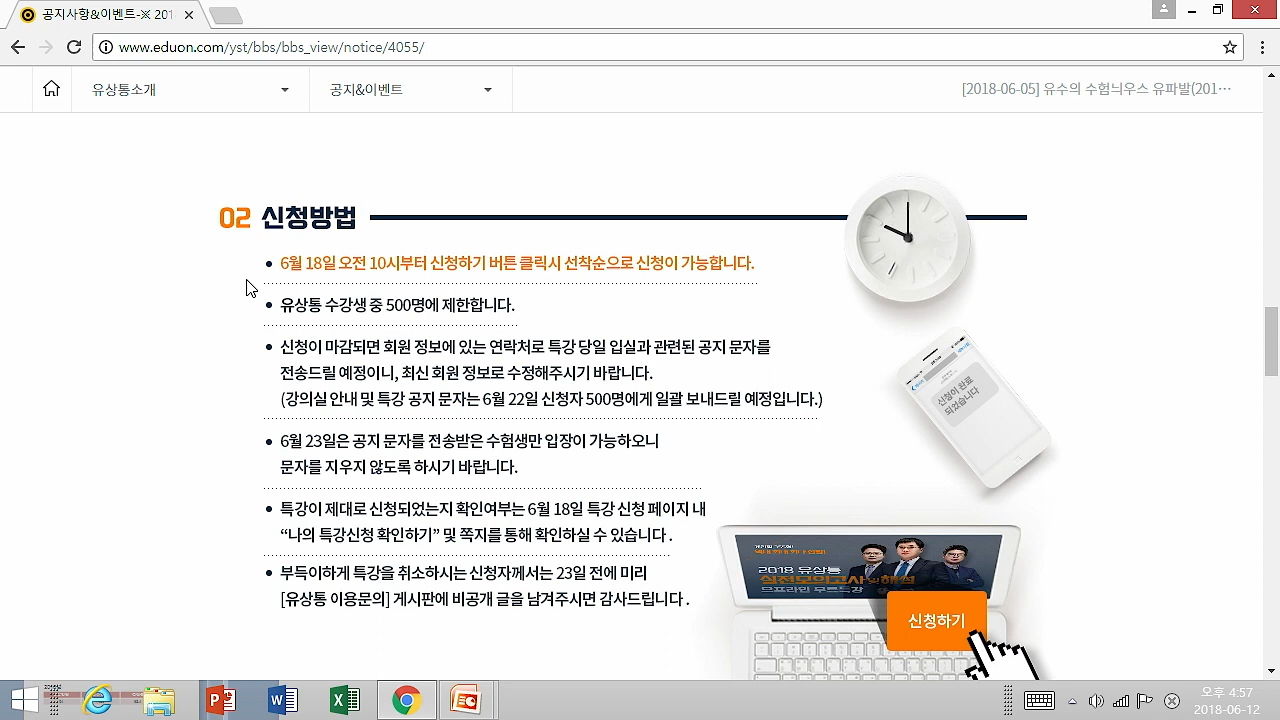 공지사항&이벤트-X 201
www.eduon.com/yst/bbs/bbs_view/notice/4055/
유상통소개
공지&이벤트
[2018-06-05] 유수의 수험늬우스 유파발(201⋯
02 신청방법
• 6월 18일 오전 10시부터 신청하기 버튼 클릭시 선착순으로 신청이 가능합니다.
• 유상통 수강생 중 500명에 제한합니다.
• 신청이 마감되면 회원 정보에 있는 연락처로 특강 당일 입실과 관련된 공지 문자를
전송드릴 예정이니, 최신 회원 정보로 수정해주시기 바랍니다.
(강의실 안내 및 특강 공지 문자는 6월 22일 신청자 500명에게 일괄 보내드릴 예정입니다.)
• 6월 23일은 공지 문자를 전송받은 수험생만 입장이 가능하오니
문자를 지우지 않도록 하시기 바랍니다.
• 특강이 제대로 신청되었는지 확인여부는 6월 18일 특강 신청 페이지 내
“나의 특강신청 확인하기” 및 쪽지를 통해 확인하실 수 있습니다.
• 부득이하게 특강을 취소하시는 신청자께서는 23일 전에 미리
[유상통 이용문의] 게시판에 비공개 글을 남겨주시면 감사드립니다.
신청이 완료
되었습니다
2018 유상통
실전모의고사 및 해석
오프라인 무료특강
신청하기
오후 4:57
2018-06-12